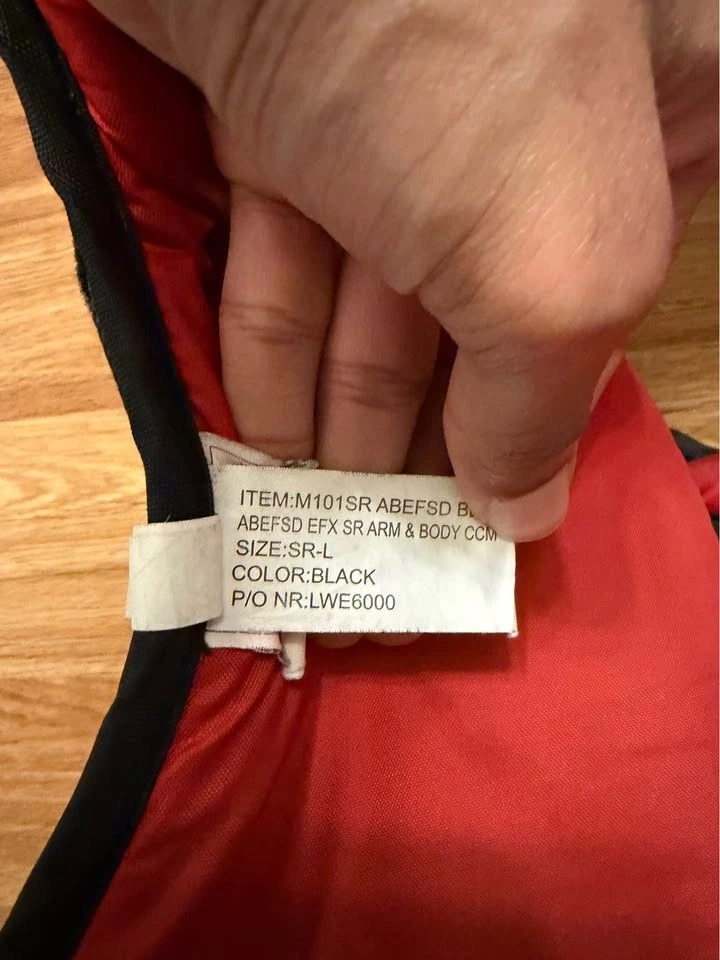 ITEM:M101SR ABEFSD
ABEFSD EFX SR ARM & BODY CCM
SIZE:SR-L
COLOR:BLACK
P/O NR:LWE6000